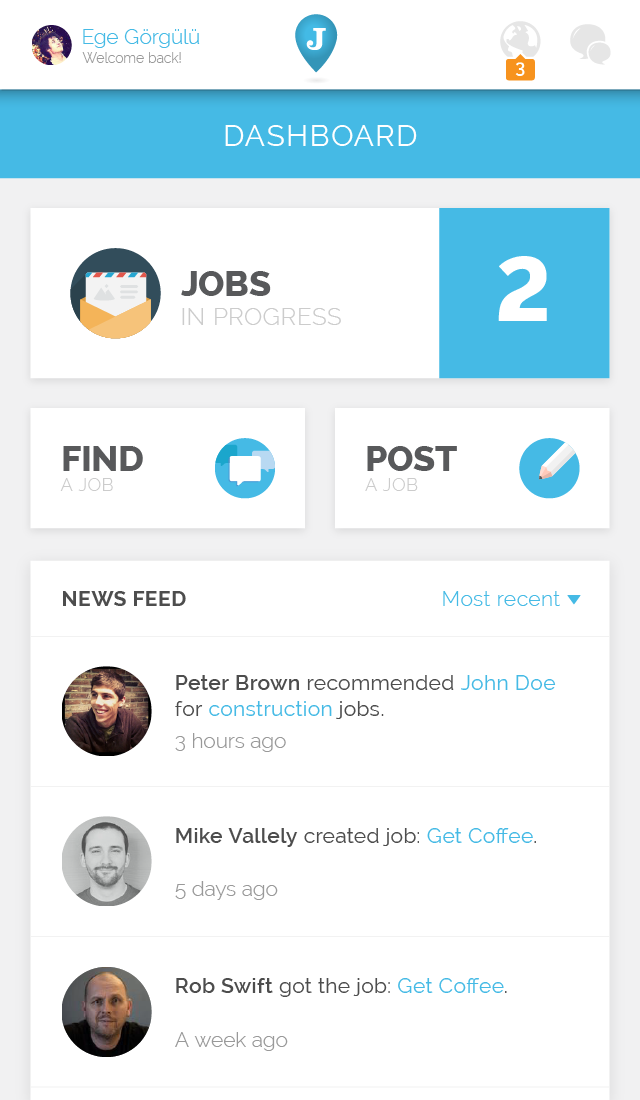 Ege Görgülü
Welcome back!
J
3
DASHBOARD
JOBS
IN PROGRESS
2
FIND
A JOB
POST
A JOB
NEWS FEED
Most recent
Peter Brown recommended John Doe
for construction jobs.
3 hours ago
Mike Vallely created job: Get Coffee.
5 days ago
Rob Swift got the job: Get Coffee.
A week ago